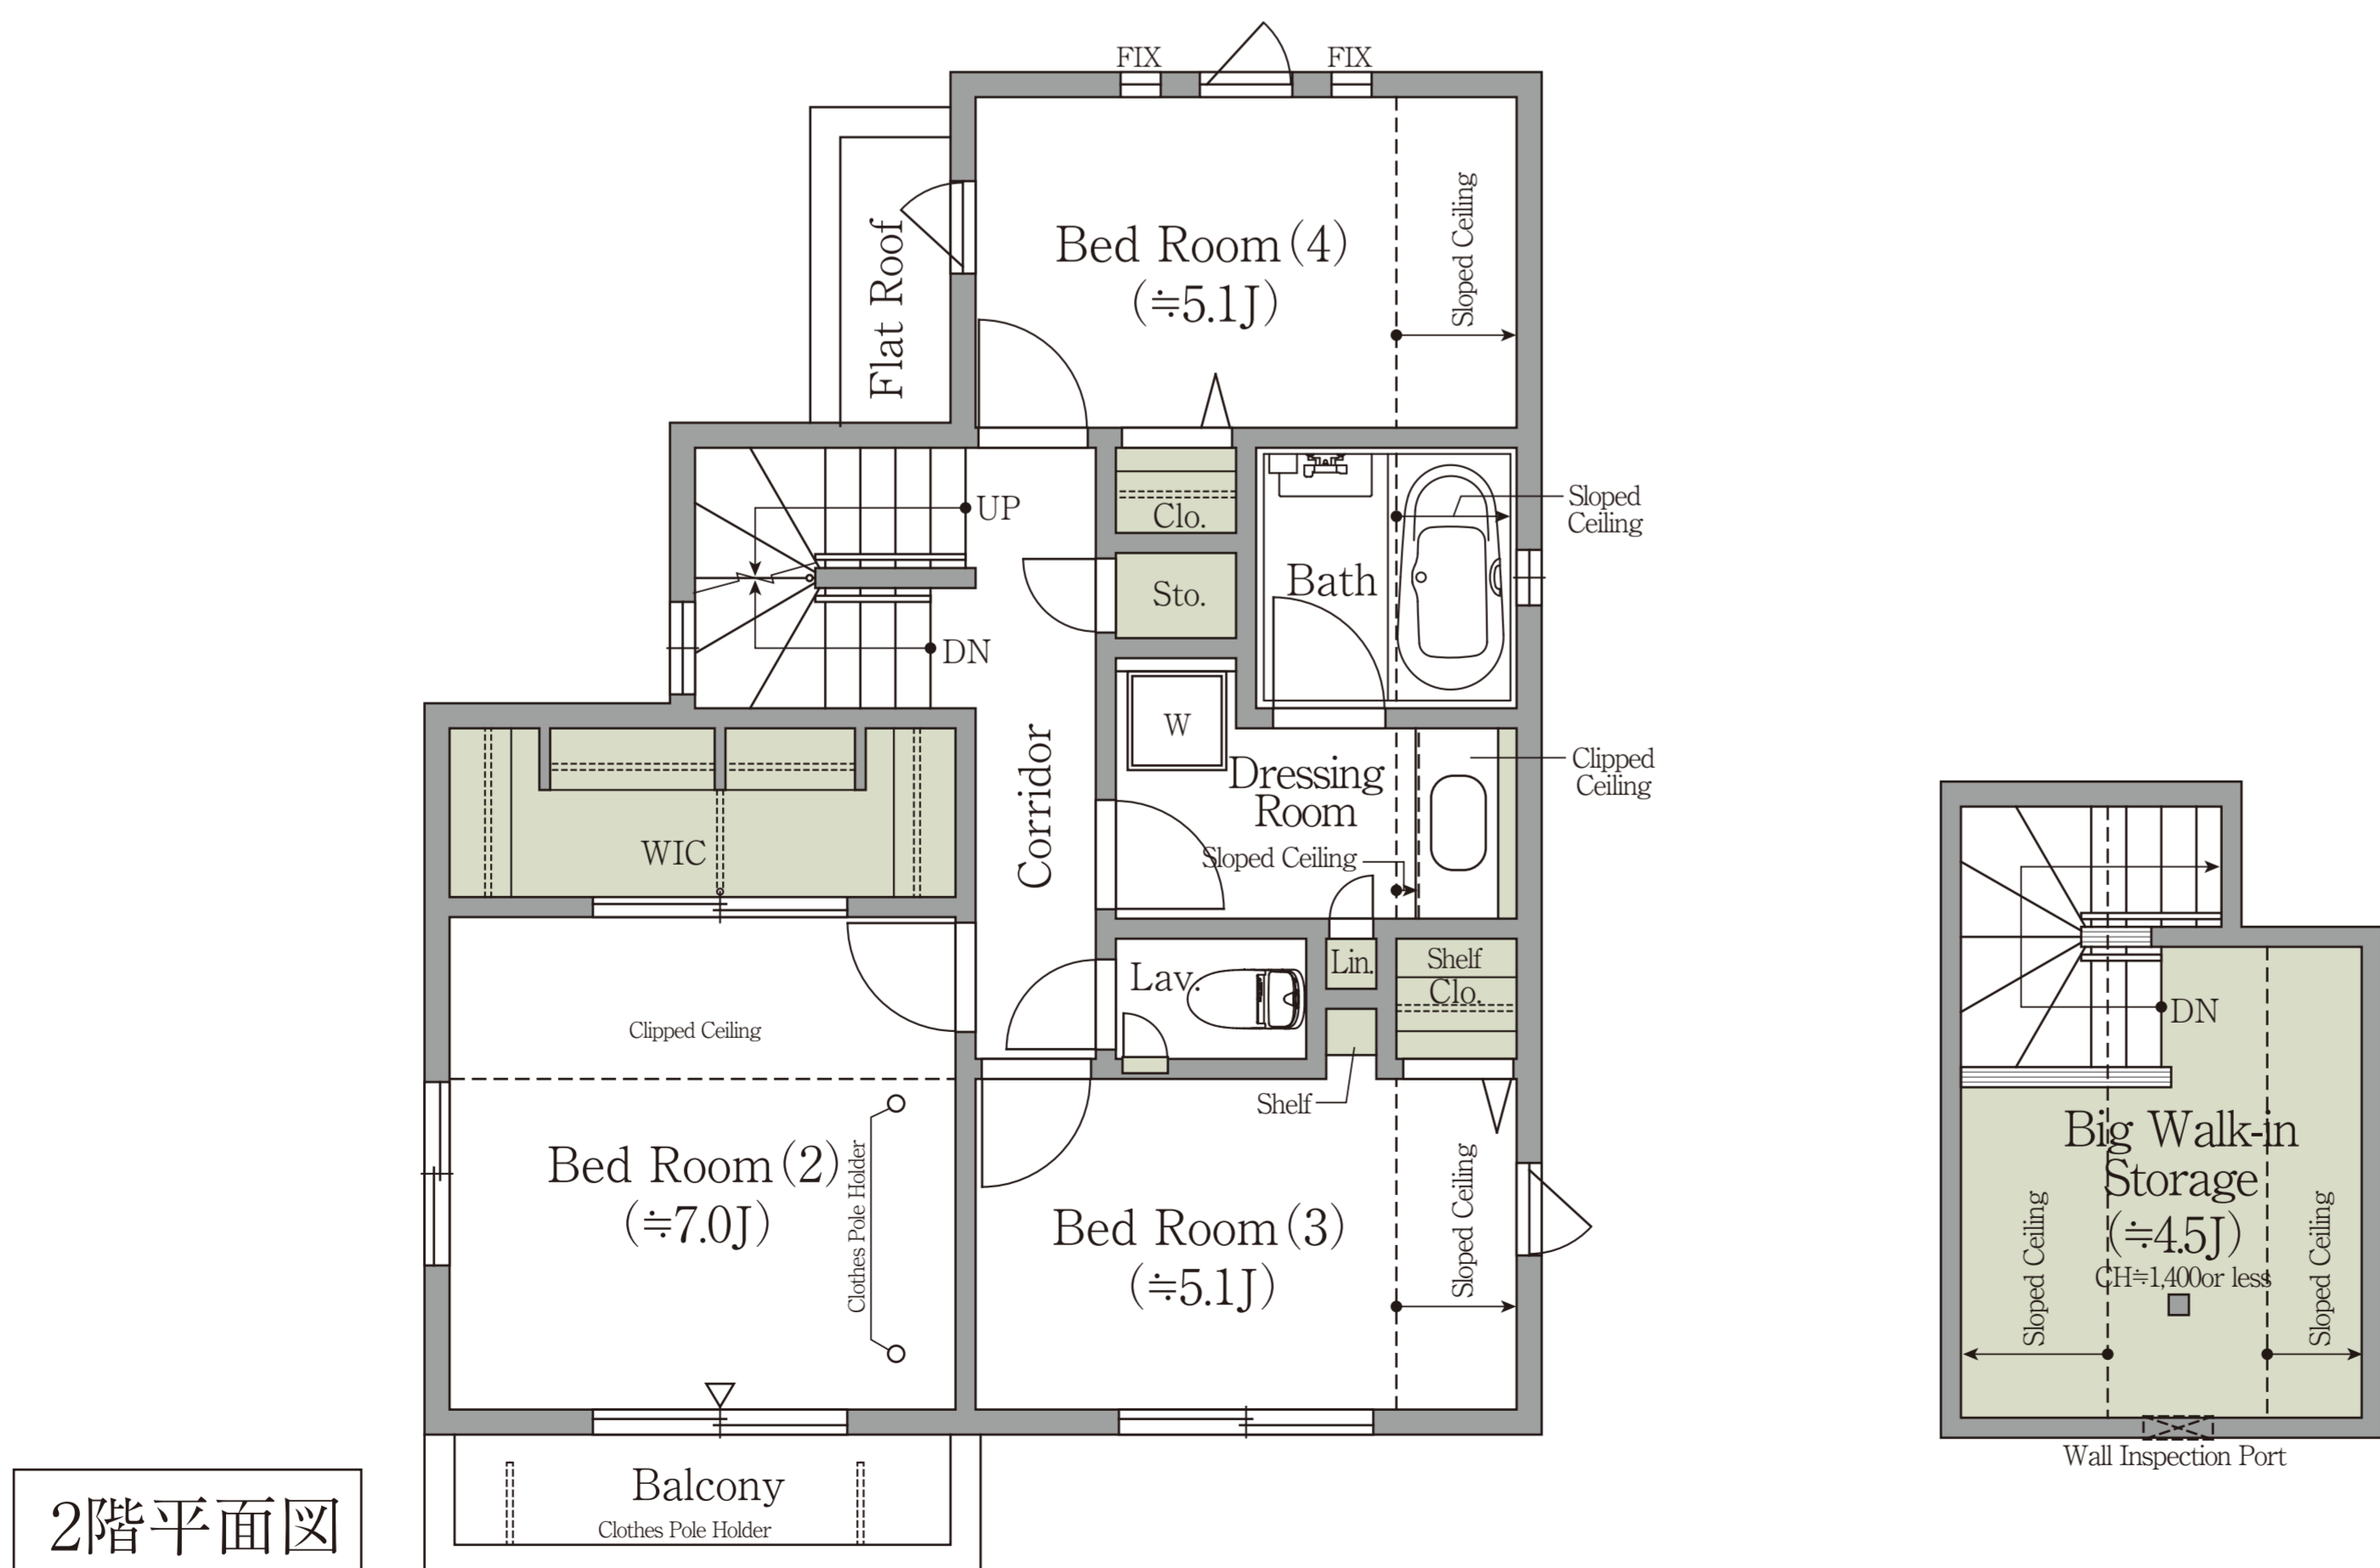 FIX
FIX
Flat Roof
Bed Room(4)
(≒5.1J)
Sloped Ceiling
UP
DN
Clo.
Sto.
Bath
Sloped
Ceiling
W
Dressing
Room
Sloped Ceiling
Clipped
Ceiling
Corridor
WIC
Lav.
Lin.
Shelf
Clo.
Shelf
Clipped Ceiling
Bed Room(2)
(≒7.0J)
Clothes Pole Holder
Bed Room(3)
(≒5.1J)
Sloped Ceiling
Balcony
Clothes Pole Holder
2階平面図
DN
Big Walk-in
Storage
(≒4.5J)
CH≒1,400or less
Sloped Ceiling
Sloped Ceiling
Wall Inspection Port